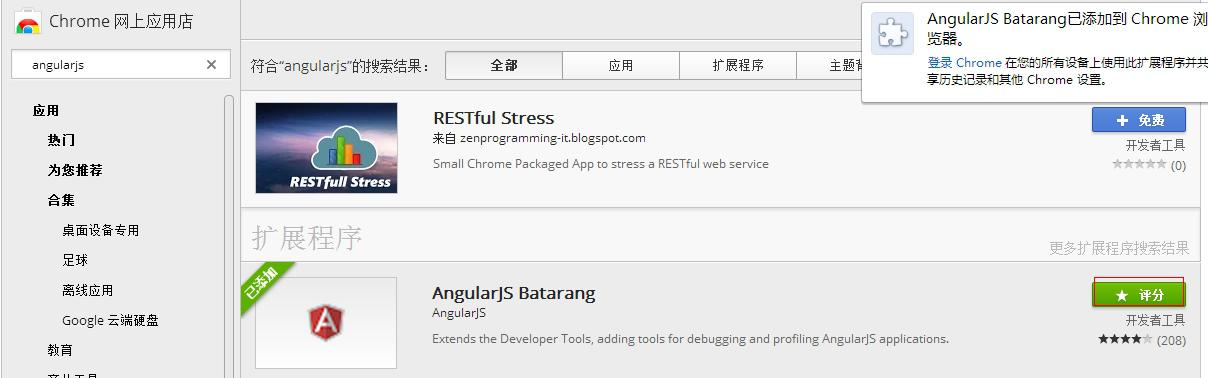 Chrome 网上应用店
angularjs
符合“angularjs”的搜索结果：
全部
应用
扩展程序
AngularJS Batarang已添加到 Chrome 浏
览器。
登录 Chrome 在您的所有设备上使用此扩展程序并共
享历史记录和其他 Chrome 设置。
应用
热门
为您推荐
合集
桌面设备专用
足球
离线应用
Google 云端硬盘
教育
RESTfull Stress
RESTful Stress
来自 zenprogramming-it.blogspot.com
Small Chrome Packaged App to stress a RESTful web service
免费
开发者工具
(0)
扩展程序
更多扩展程序搜索结果
已添加
AngularJS Batarang
AngularJS
Extends the Developer Tools, adding tools for debugging and profiling AngularJS applications.
评分
开发者工具
(208)